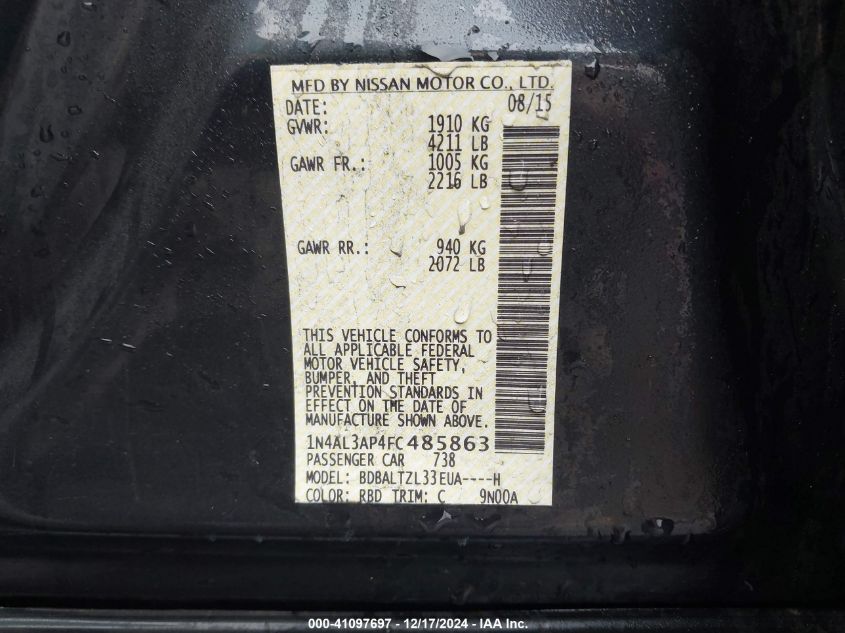 MFD BY NISSAN MOTOR CO., LTD.
DATE: 08/15
GVWR: 1910 KG
4211 LB
GAWR FR.: 1005 KG
2216 LB
GAWR RR.: 940 KG
2072 LB
THIS VEHICLE CONFORMS TO
ALL APPLICABLE FEDERAL
MOTOR VEHICLE SAFETY,
BUMPER, AND THEFT
PREVENTION STANDARDS IN
EFFECT ON THE DATE OF
MANUFACTURE SHOWN ABOVE.
1N4AL3AP4FC485863
PASSENGER CAR 738
MODEL: BDBALTZL33EUA----H
COLOR: RBD TRIM: C 9N00A
000-41097697 - 12/17/2024 - IAA Inc.